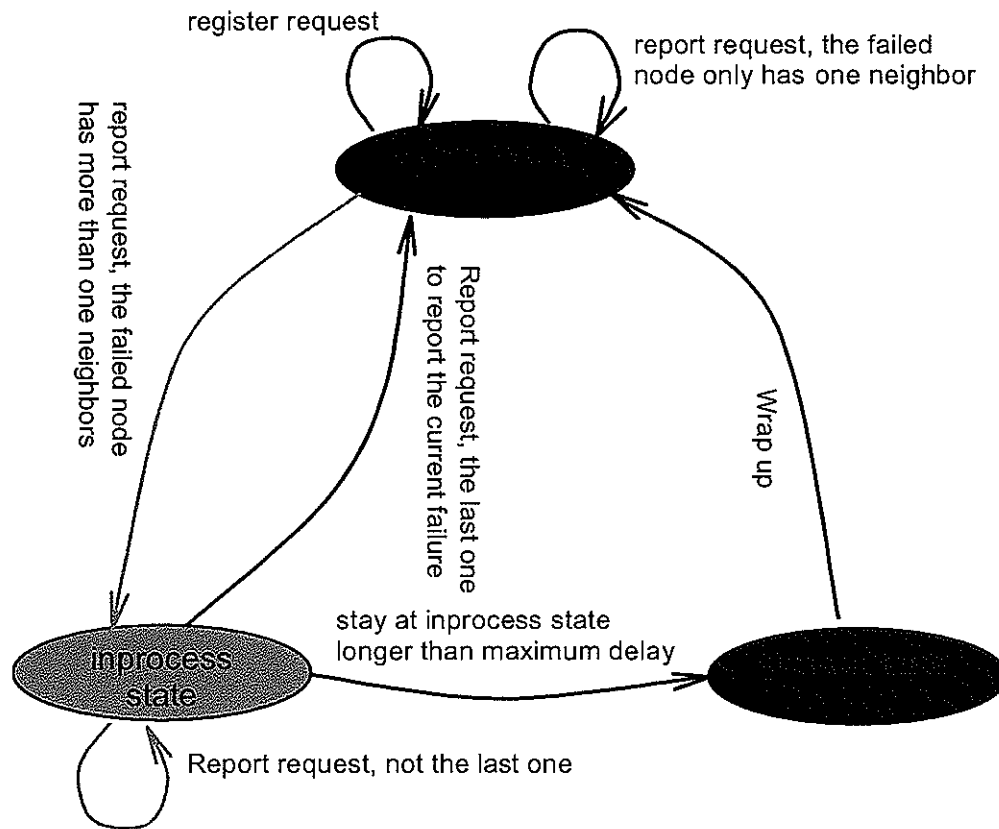 register request
report request, the failed
node only has one neighbor
report request, the failed node
has more than one neighbors
Report request, the last one
to report the current failure
Wrap up
stay at inprocess state
longer than maximum delay
inprocess
state
Report request, not the last one